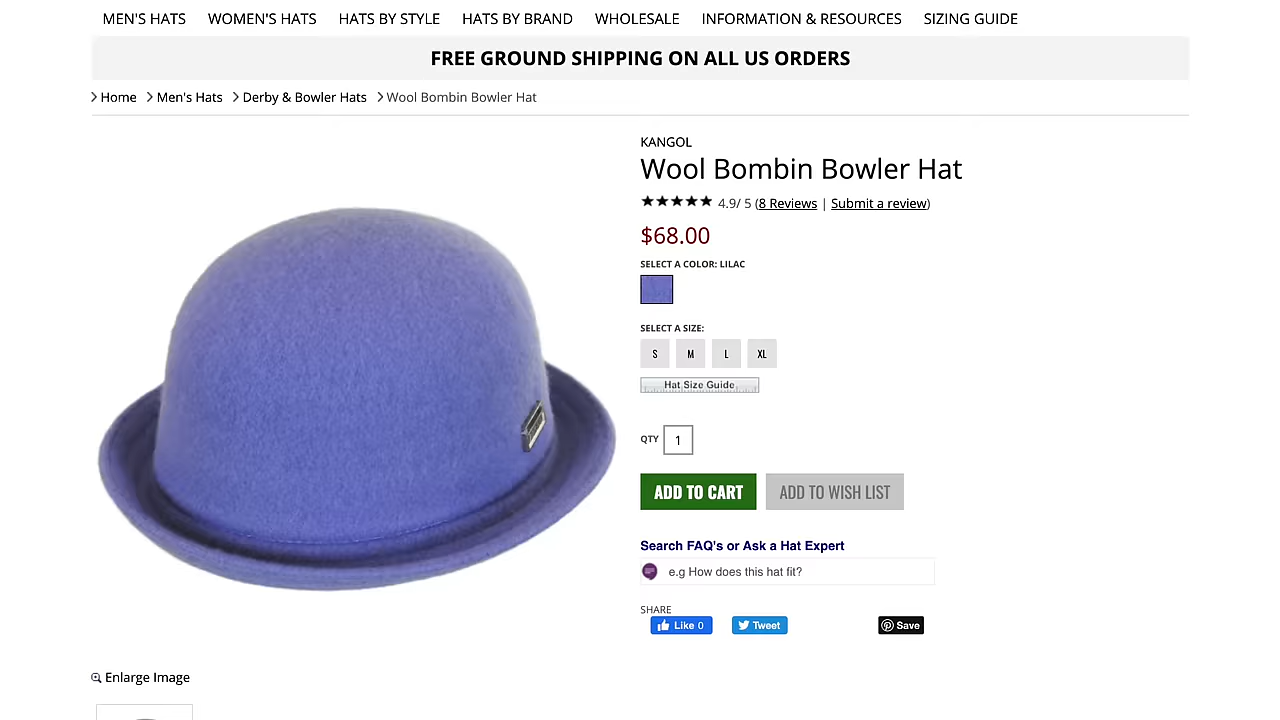 MEN'S HATS WOMEN'S HATS HATS BY STYLE HATS BY BRAND WHOLESALE INFORMATION & RESOURCES SIZING GUIDE
FREE GROUND SHIPPING ON ALL US ORDERS
Home Men's Hats Derby & Bowler Hats Wool Bombin Bowler Hat
KANGOL
Wool Bombin Bowler Hat
4.9/ 5 (8 Reviews | Submit a review)
$68.00
SELECT A COLOR: LILAC
SELECT A SIZE:
S M L XL
Hat Size Guide
QTY 1
ADD TO CART ADD TO WISH LIST
Search FAQ's or Ask a Hat Expert
e.g How does this hat fit?
SHARE
Like 0 Tweet Save
Enlarge Image